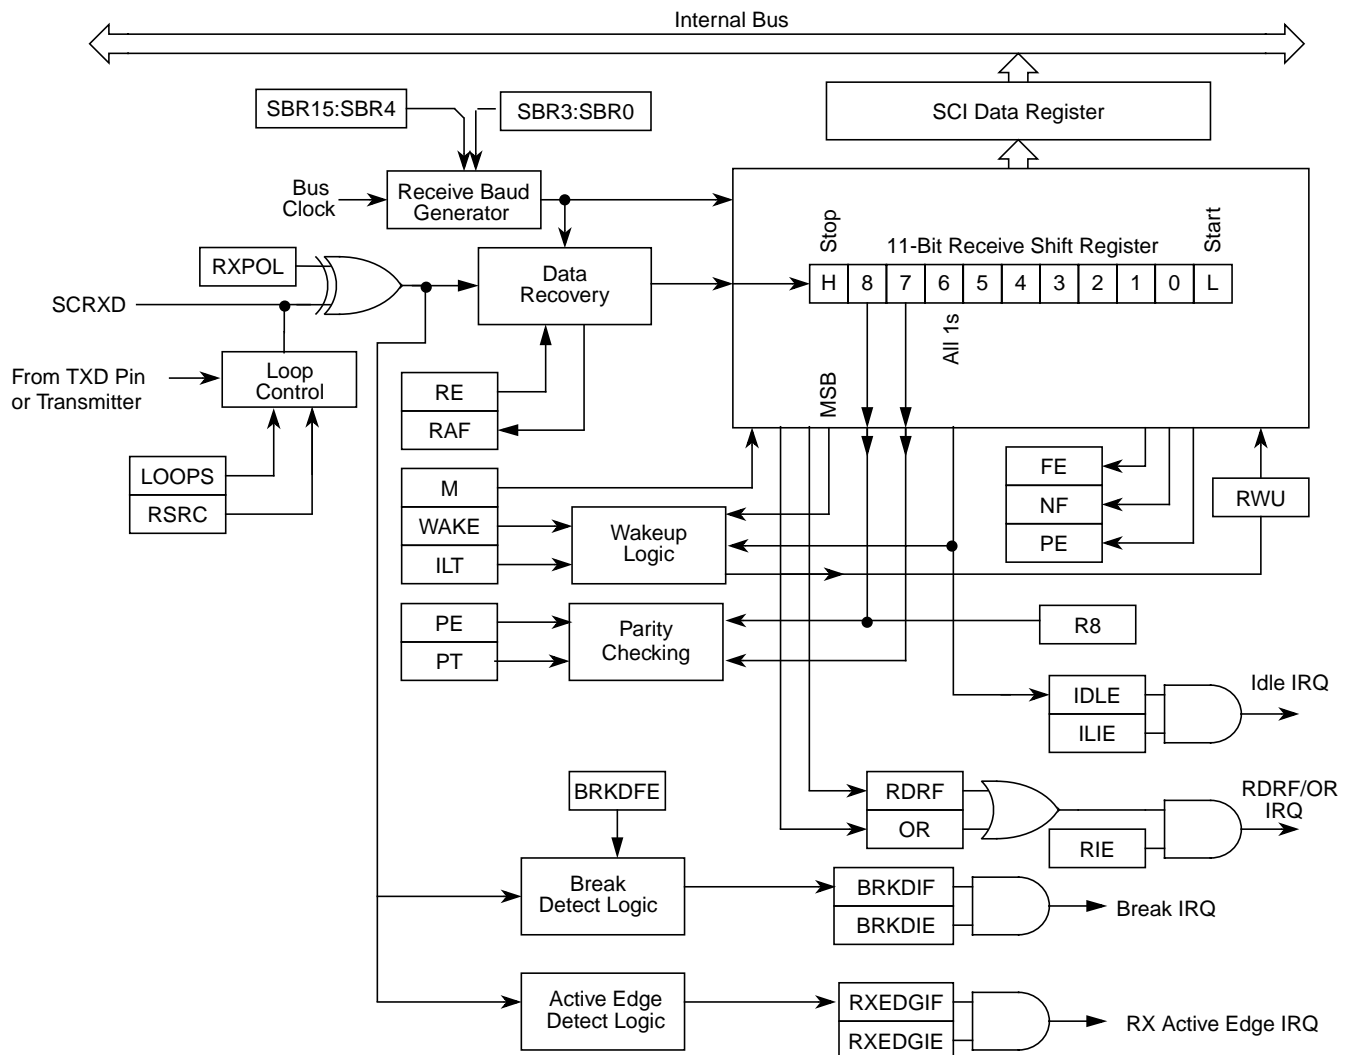 Internal Bus
SBR15:SBR4
SBR3:SBR0
SCI Data Register
Bus
Clock
Receive Baud
Generator
Stop
11-Bit Receive Shift Register
Start
RXPOL
Data
Recovery
H 8 7 6 5 4 3 2 1 0 L
SCRXD
All 1s
From TXD Pin
or Transmitter
Loop
Control
RE
RAF
MSB
LOOPS
RSRC
M
WAKE
ILT
Wakeup
Logic
FE
NF
PE
RWU
PE
PT
Parity
Checking
R8
IDLE
ILIE
Idle IRQ
BRKDFE
RDRF
OR
RIE
RDRF/OR
IRQ
Break
Detect Logic
BRKDIF
BRKDIE
Break IRQ
Active Edge
Detect Logic
RXEDGIF
RXEDGIE
RX Active Edge IRQ